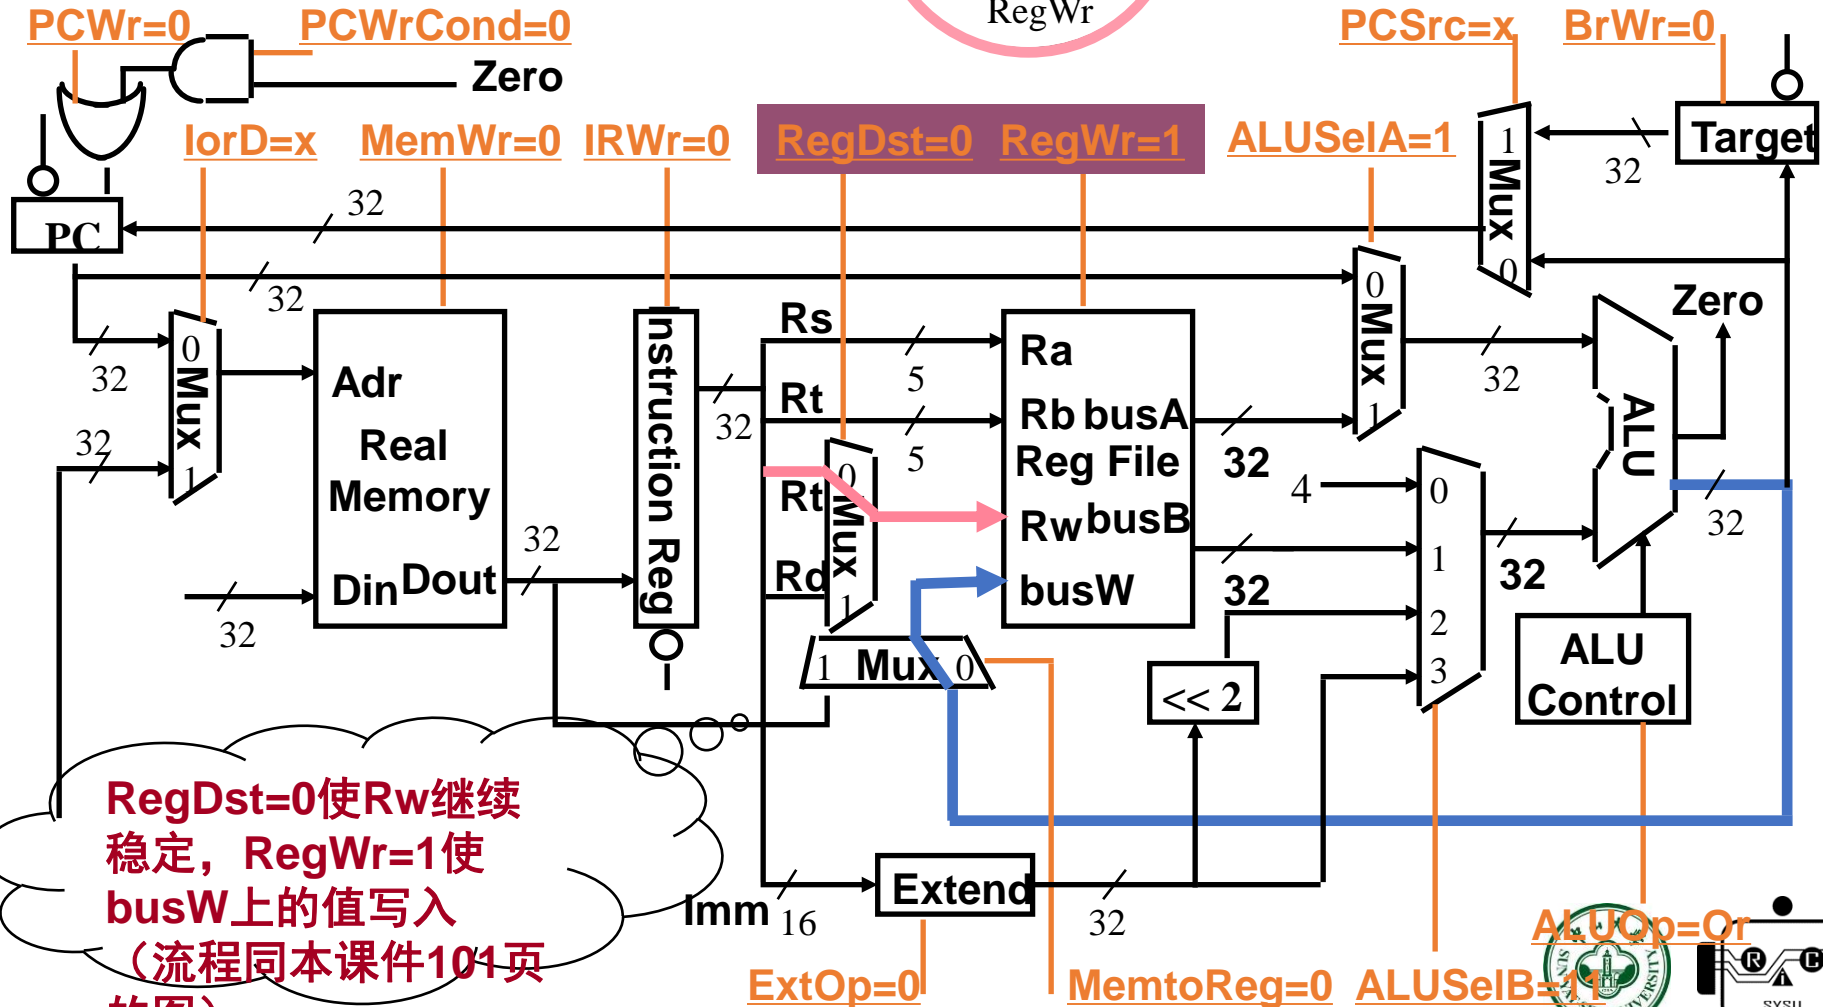 RegWr
PCWr=0
PCWrCond=0
PCSrc=x
BrWr=0
Zero
IorD=x
MemWr=0
IRWr=0
RegDst=0
RegWr=1
ALUSelA=1
1
Mux
0
32
Target
PC
32
32
0
Mux
1
32
32
Adr
Real
Memory
Din
Dout
32
32
nstruction Reg
32
Rs
5
Rt
5
Rt
0
Mux
1
Rd
Ra
Rb
busA
Reg File
Rw
busB
busW
32
32
0
Mux
1
32
4
0
1
2
3
32
ALU
Zero
32
ALU
Control
1
Mux
0
<< 2
RegDst=0使Rw继续
稳定，RegWr=1使
busW上的值写入
（流程同本课件101页
的图）
Imm
16
Extend
32
ExtOp=0
MemtoReg=0
ALUSelB=11
ALUOp=Or
R
C
SYSU